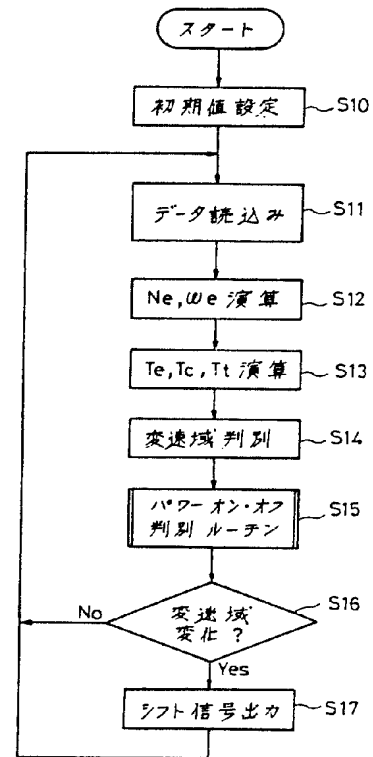 スタート
初期値設定
S10
データ読込み
S11
Ne,ωe 演算
S12
Te,Tc,Tt 演算
S13
変速域判別
S14
パワーオン・オフ
判別ルーチン
S15
変速域
変化?
S16
No
Yes
シフト信号出力
S17